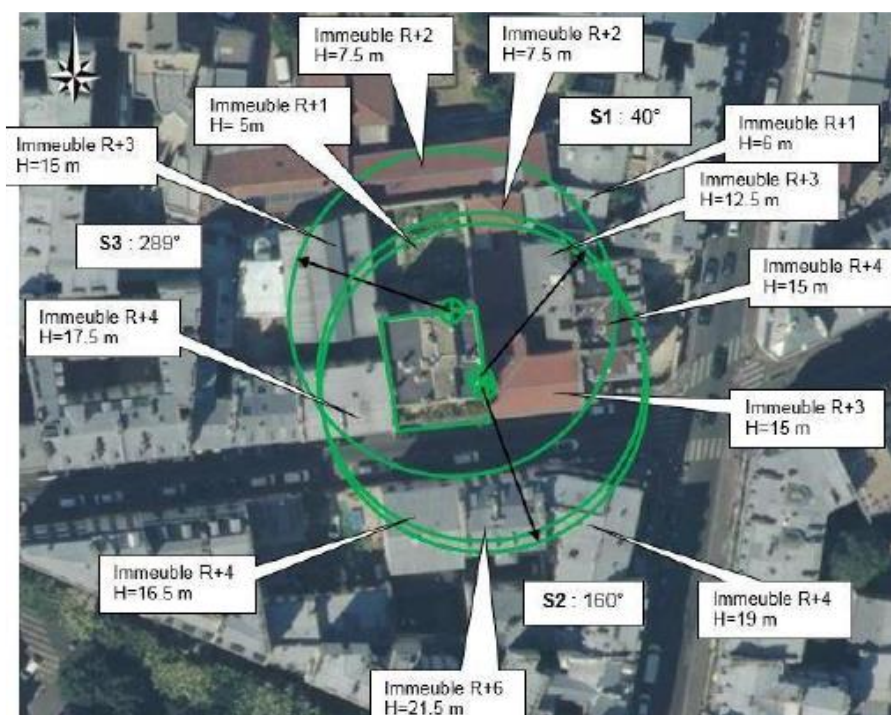 Immeuble R+2
H=7.5 m
Immeuble R+2
H=7.5 m
Immeuble R+1
H= 5m
S1 : 40°
Immeuble R+1
H=6 m
Immeuble R+3
H=15 m
Immeuble R+3
H=12.5 m
S3 : 289°
Immeuble R+4
H=15 m
Immeuble R+4
H=17.5 m
Immeuble R+3
H=15 m
Immeuble R+4
H=16.5 m
S2 : 160°
Immeuble R+4
H=19 m
Immeuble R+6
H=21.5 m